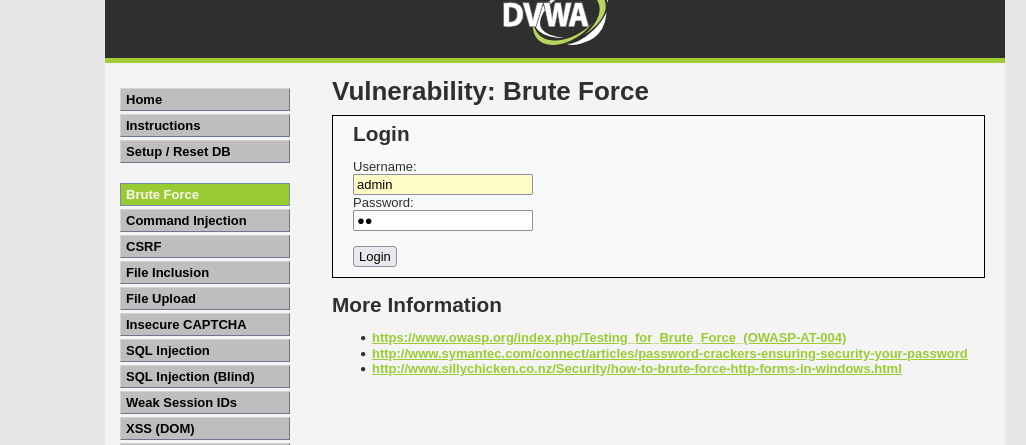 DVWA
Home
Instructions
Setup / Reset DB
Brute Force
Command Injection
CSRF
File Inclusion
File Upload
Insecure CAPTCHA
SQL Injection
SQL Injection (Blind)
Weak Session IDs
XSS (DOM)
Vulnerability: Brute Force
Login
Username:
admin
Password:
●●
Login
More Information
• https://www.owasp.org/index.php/Testing_for_Brute_Force_(OWASP-AT-004)
• http://www.symantec.com/connect/articles/password-crackers-ensuring-security-your-password
• http://www.sillychicken.co.nz/Security/how-to-brute-force-http-forms-in-windows.html